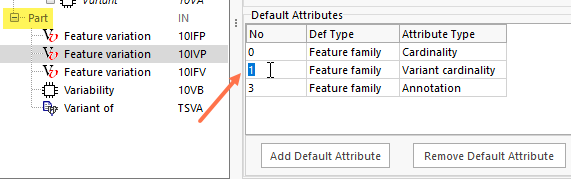 Variant 10VA
Part IN
Feature variation 10IFP
Feature variation 10IVP
Feature variation 10IFV
Variability 10VB
Variant of TSVA
Default Attributes
No Def Type Attribute Type
0 Feature family Cardinality
1 Feature family Variant cardinality
3 Feature family Annotation
Add Default Attribute Remove Default Attribute